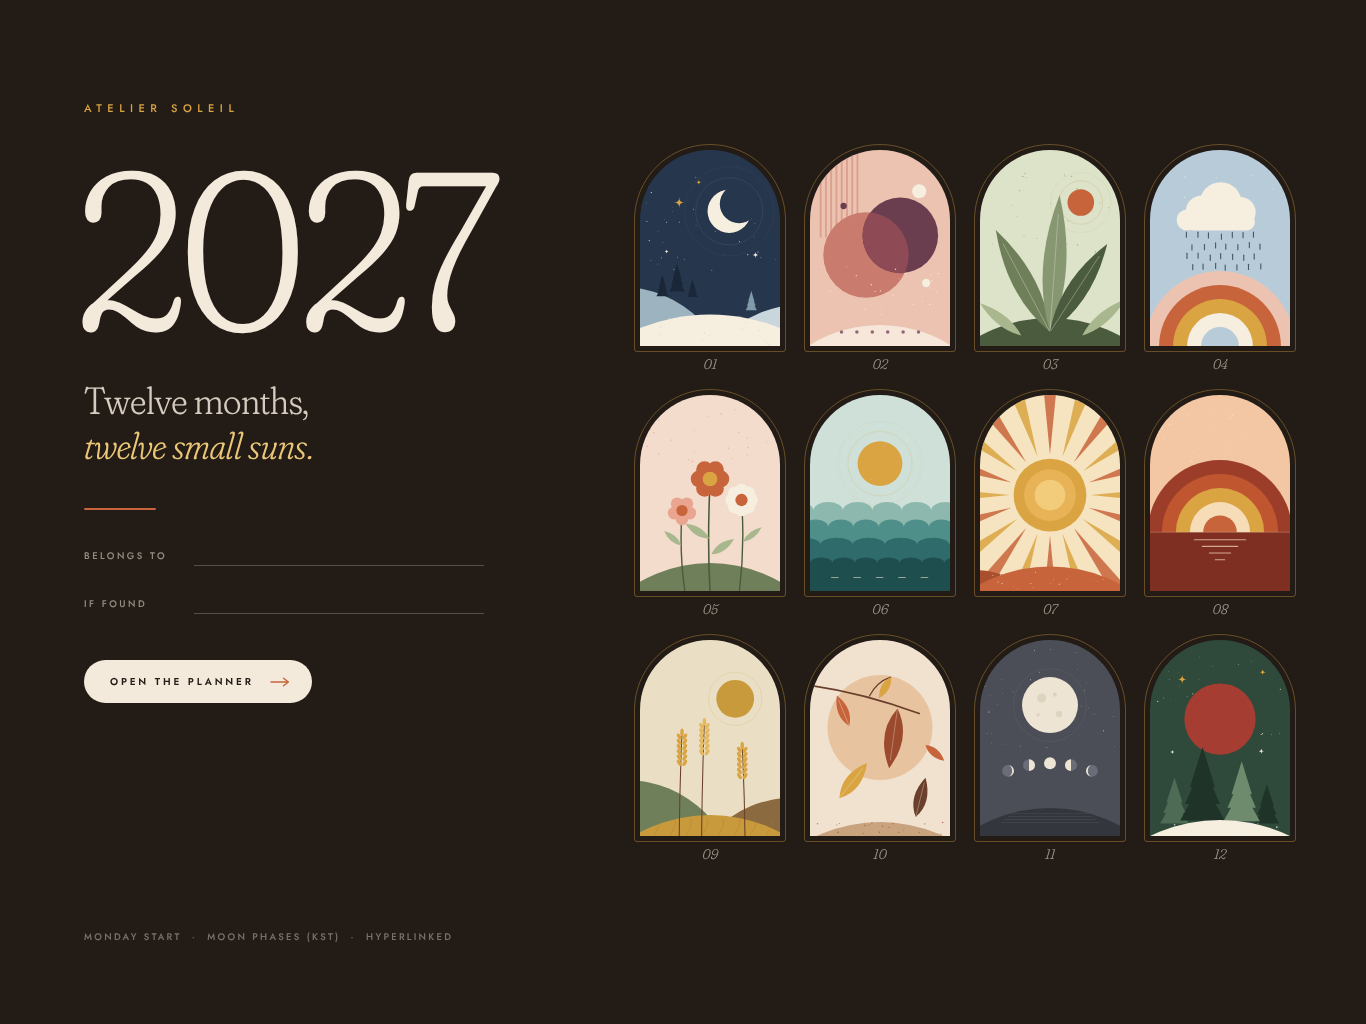 ATELIER SOLEIL
2027
Twelve months,
twelve small suns.
BELONGS TO
IF FOUND
OPEN THE PLANNER →
MONDAY START · MOON PHASES (KST) · HYPERLINKED
01 02 03 04
05 06 07 08
09 10 11 12